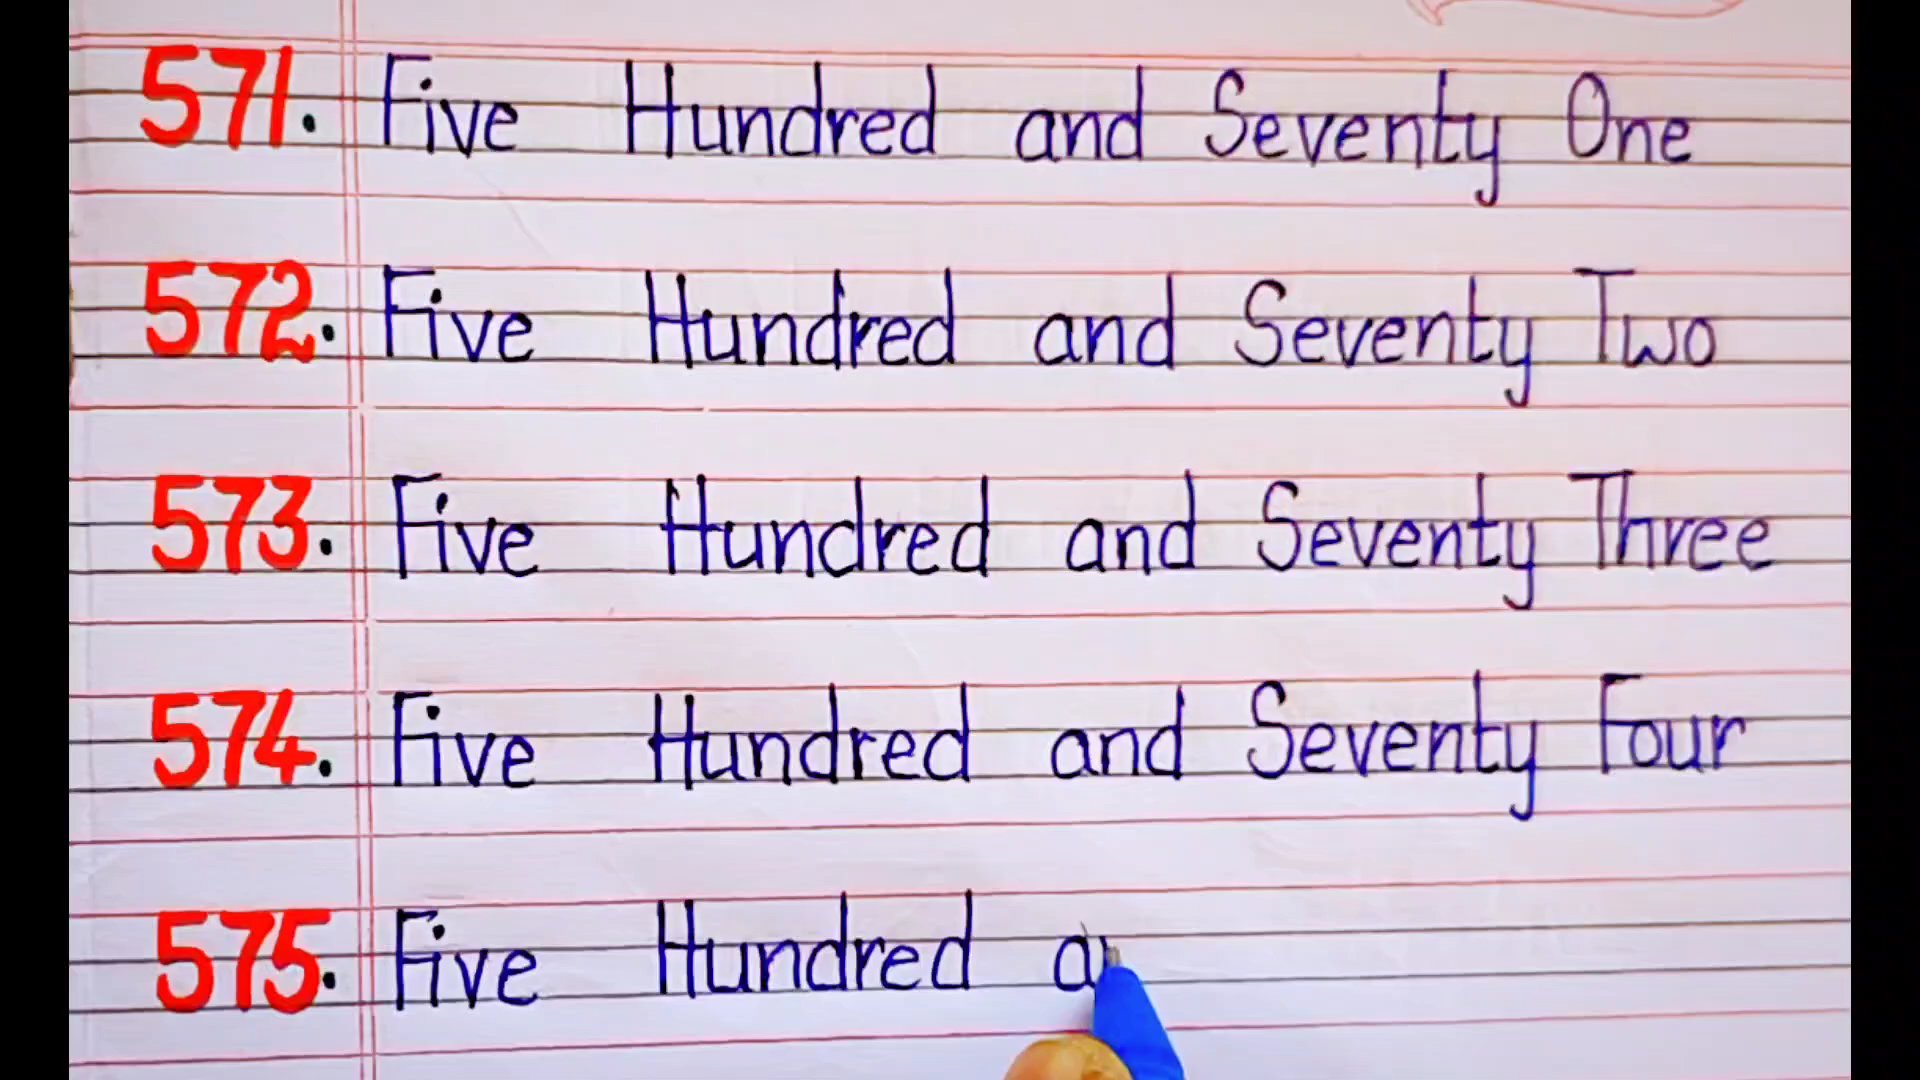 571. Five Hundred and Seventy One
572. Five Hundred and Seventy Two
573. Five Hundred and Seventy Three
574. Five Hundred and Seventy Four
575. Five Hundred a